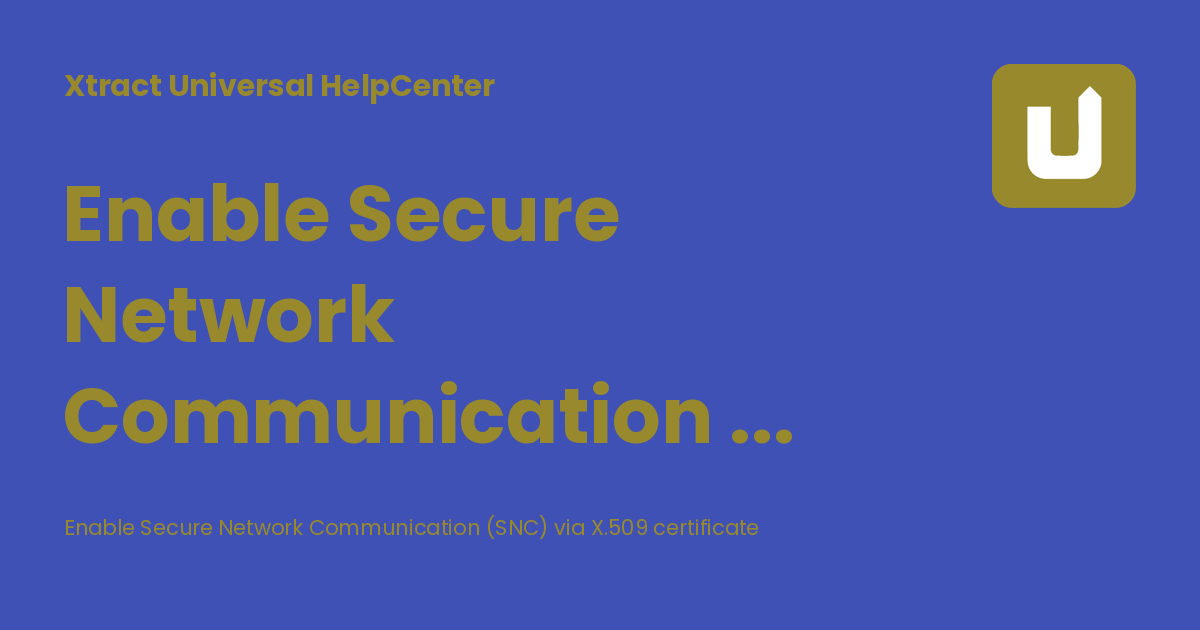 Xtract Universal HelpCenter
Enable Secure
Network
Communication ...
Enable Secure Network Communication (SNC) via X.509 certificate